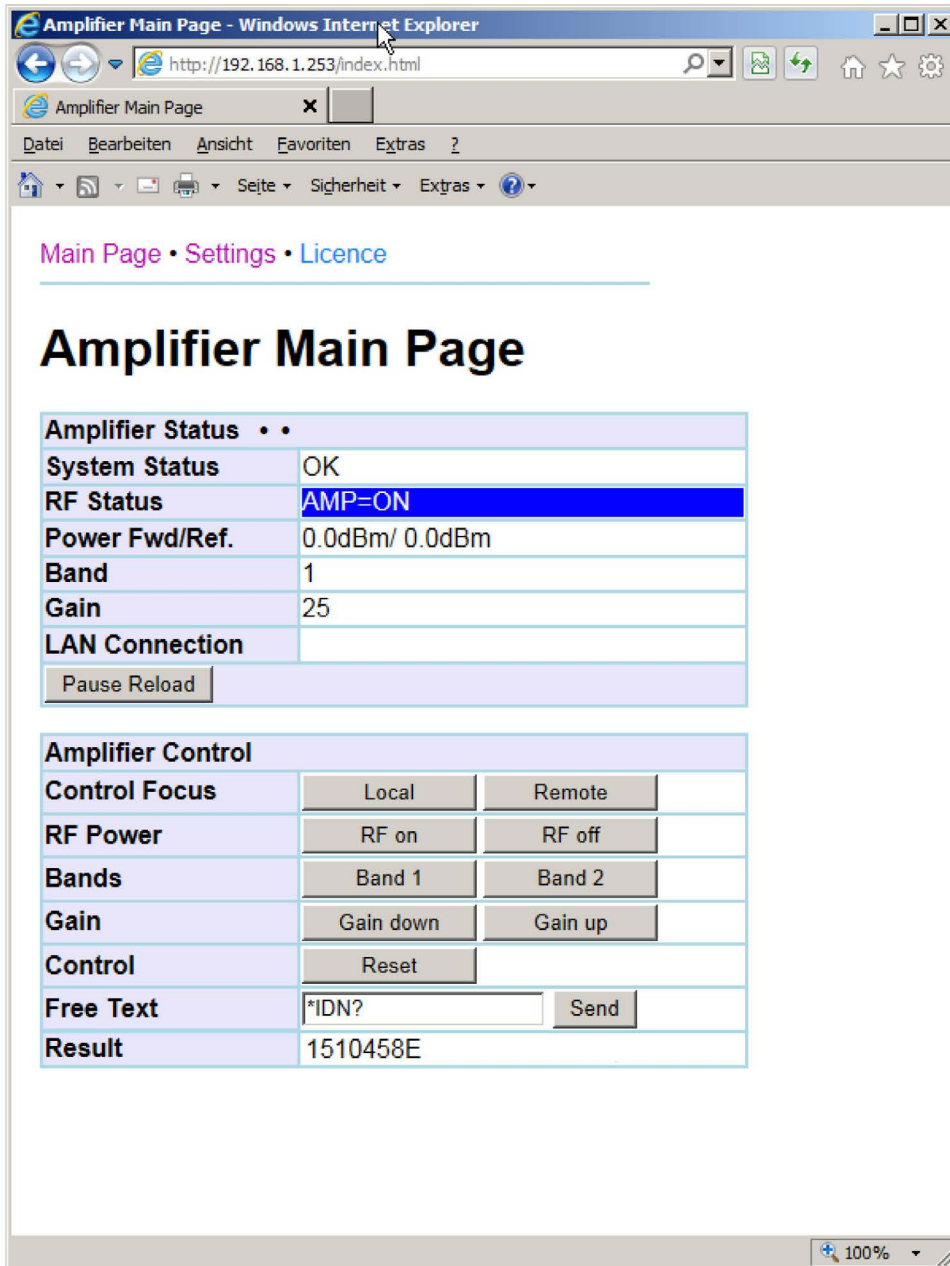 Amplifier Main Page - Windows Internet Explorer
http://192.168.1.253/index.html
Amplifier Main Page
Datei Bearbeiten Ansicht Favoriten Extras ?
Seite Sicherheit Extras
Main Page • Settings • Licence
Amplifier Main Page
Amplifier Status • •
System Status OK
RF Status AMP=ON
Power Fwd/Ref. 0.0dBm/ 0.0dBm
Band 1
Gain 25
LAN Connection
Pause Reload
Amplifier Control
Control Focus Local Remote
RF Power RF on RF off
Bands Band 1 Band 2
Gain Gain down Gain up
Control Reset
Free Text *IDN? Send
Result 1510458E
100%